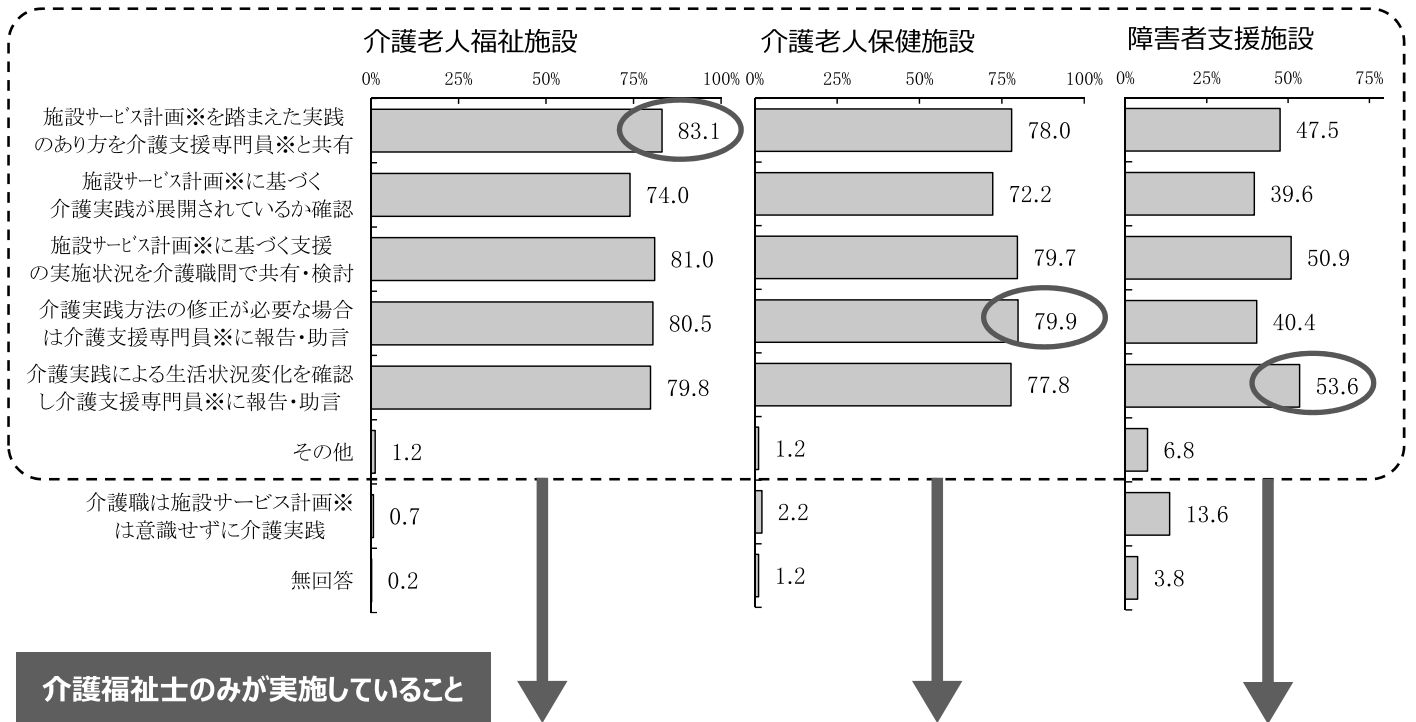 介護老人福祉施設 介護老人保健施設 障害者支援施設
0% 25% 50% 75% 100% 0% 25% 50% 75% 100% 0% 25% 50% 75%
施設サービス計画※を踏まえた実践
のあり方を介護支援専門員※と共有
83.1 78.0 47.5
施設サービス計画※に基づく
介護実践が展開されているか確認
74.0 72.2 39.6
施設サービス計画※に基づく支援
の実施状況を介護職間で共有・検討
81.0 79.7 50.9
介護実践方法の修正が必要な場合
は介護支援専門員※に報告・助言
80.5 79.9 40.4
介護実践による生活状況変化を確認
し介護支援専門員※に報告・助言
79.8 77.8 53.6
その他 1.2 1.2 6.8
介護職は施設サービス計画※
は意識せずに介護実践
0.7 2.2 13.6
無回答 0.2 1.2 3.8
介護福祉士のみが実施していること